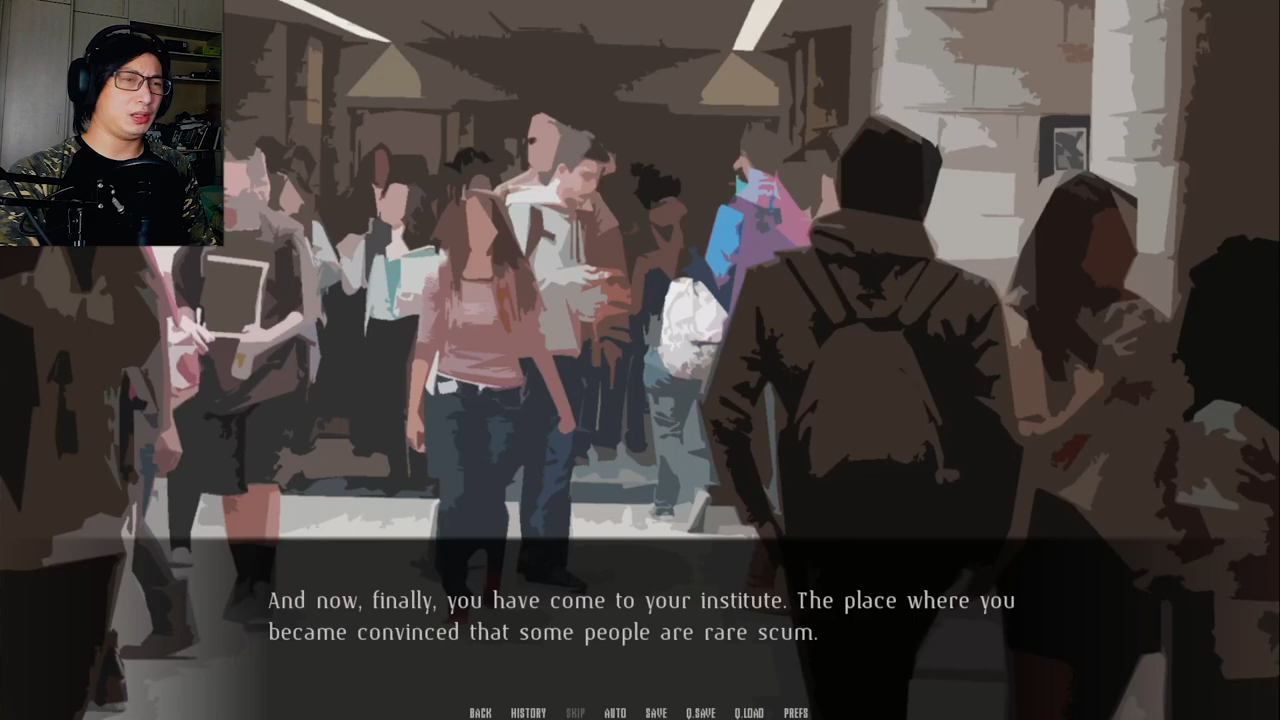 And now, finally, you have come to your institute. The place where you
became convinced that some people are rare scum.
BACK HISTORY SKIP AUTO SAVE Q.SAVE Q.LOAD PREFS